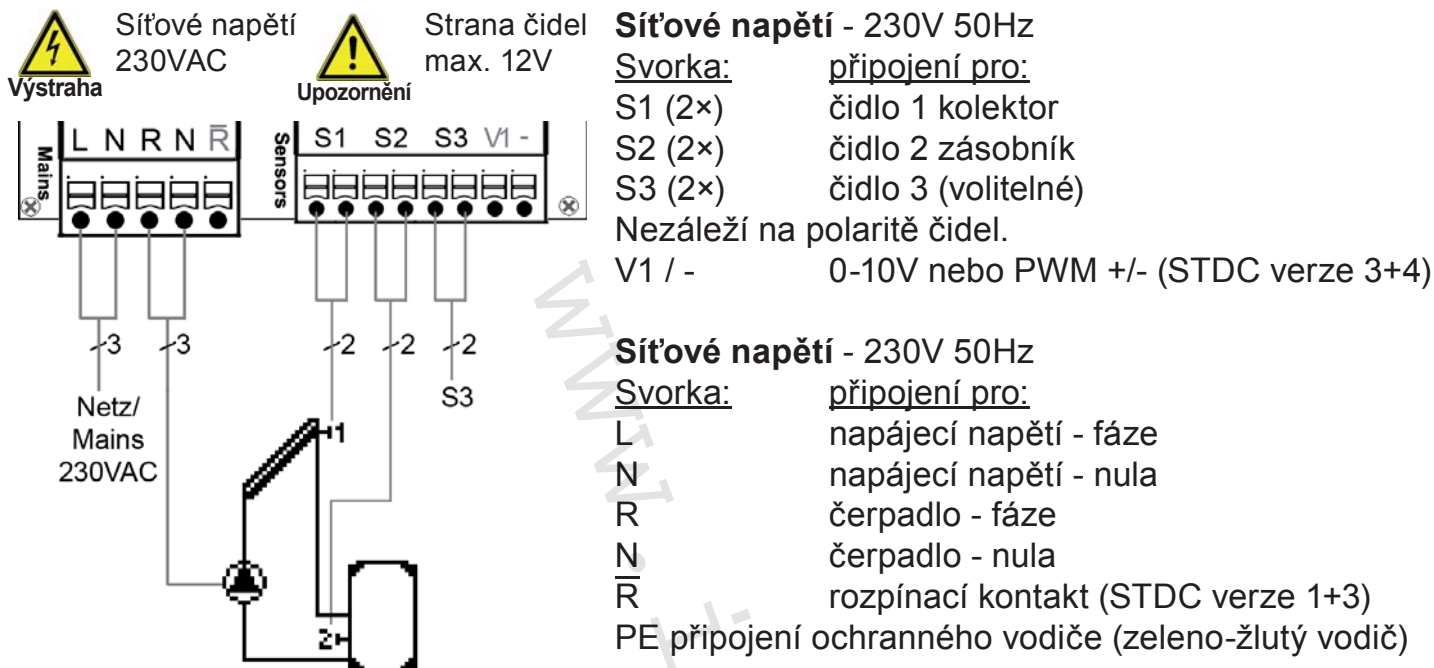 Síťové napětí
230VAC
Výstraha
Strana čidel
max. 12V
Upozornění
Mains
L N R N R̅
Sensors
S1 S2 S3 V1 -
3 3 2 2 2
Netz/
Mains
230VAC
S3
1
2
Síťové napětí - 230V 50Hz
Svorka: připojení pro:
S1 (2×) čidlo 1 kolektor
S2 (2×) čidlo 2 zásobník
S3 (2×) čidlo 3 (volitelné)
Nezáleží na polaritě čidel.
V1 / - 0-10V nebo PWM +/- (STDC verze 3+4)
Síťové napětí - 230V 50Hz
Svorka: připojení pro:
L napájecí napětí - fáze
N napájecí napětí - nula
R čerpadlo - fáze
N čerpadlo - nula
R̅ rozpínací kontakt (STDC verze 1+3)
PE připojení ochranného vodiče (zeleno-žlutý vodič)
www.i